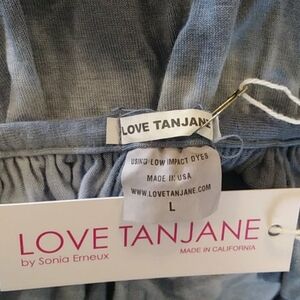 LOVE TANJANE
USING LOW IMPACT DYES
MADE IN USA
WWW.LOVETANJANE.COM
L
LOVE TANJANE
by Sonia Erneux
MADE IN CALIFORNIA